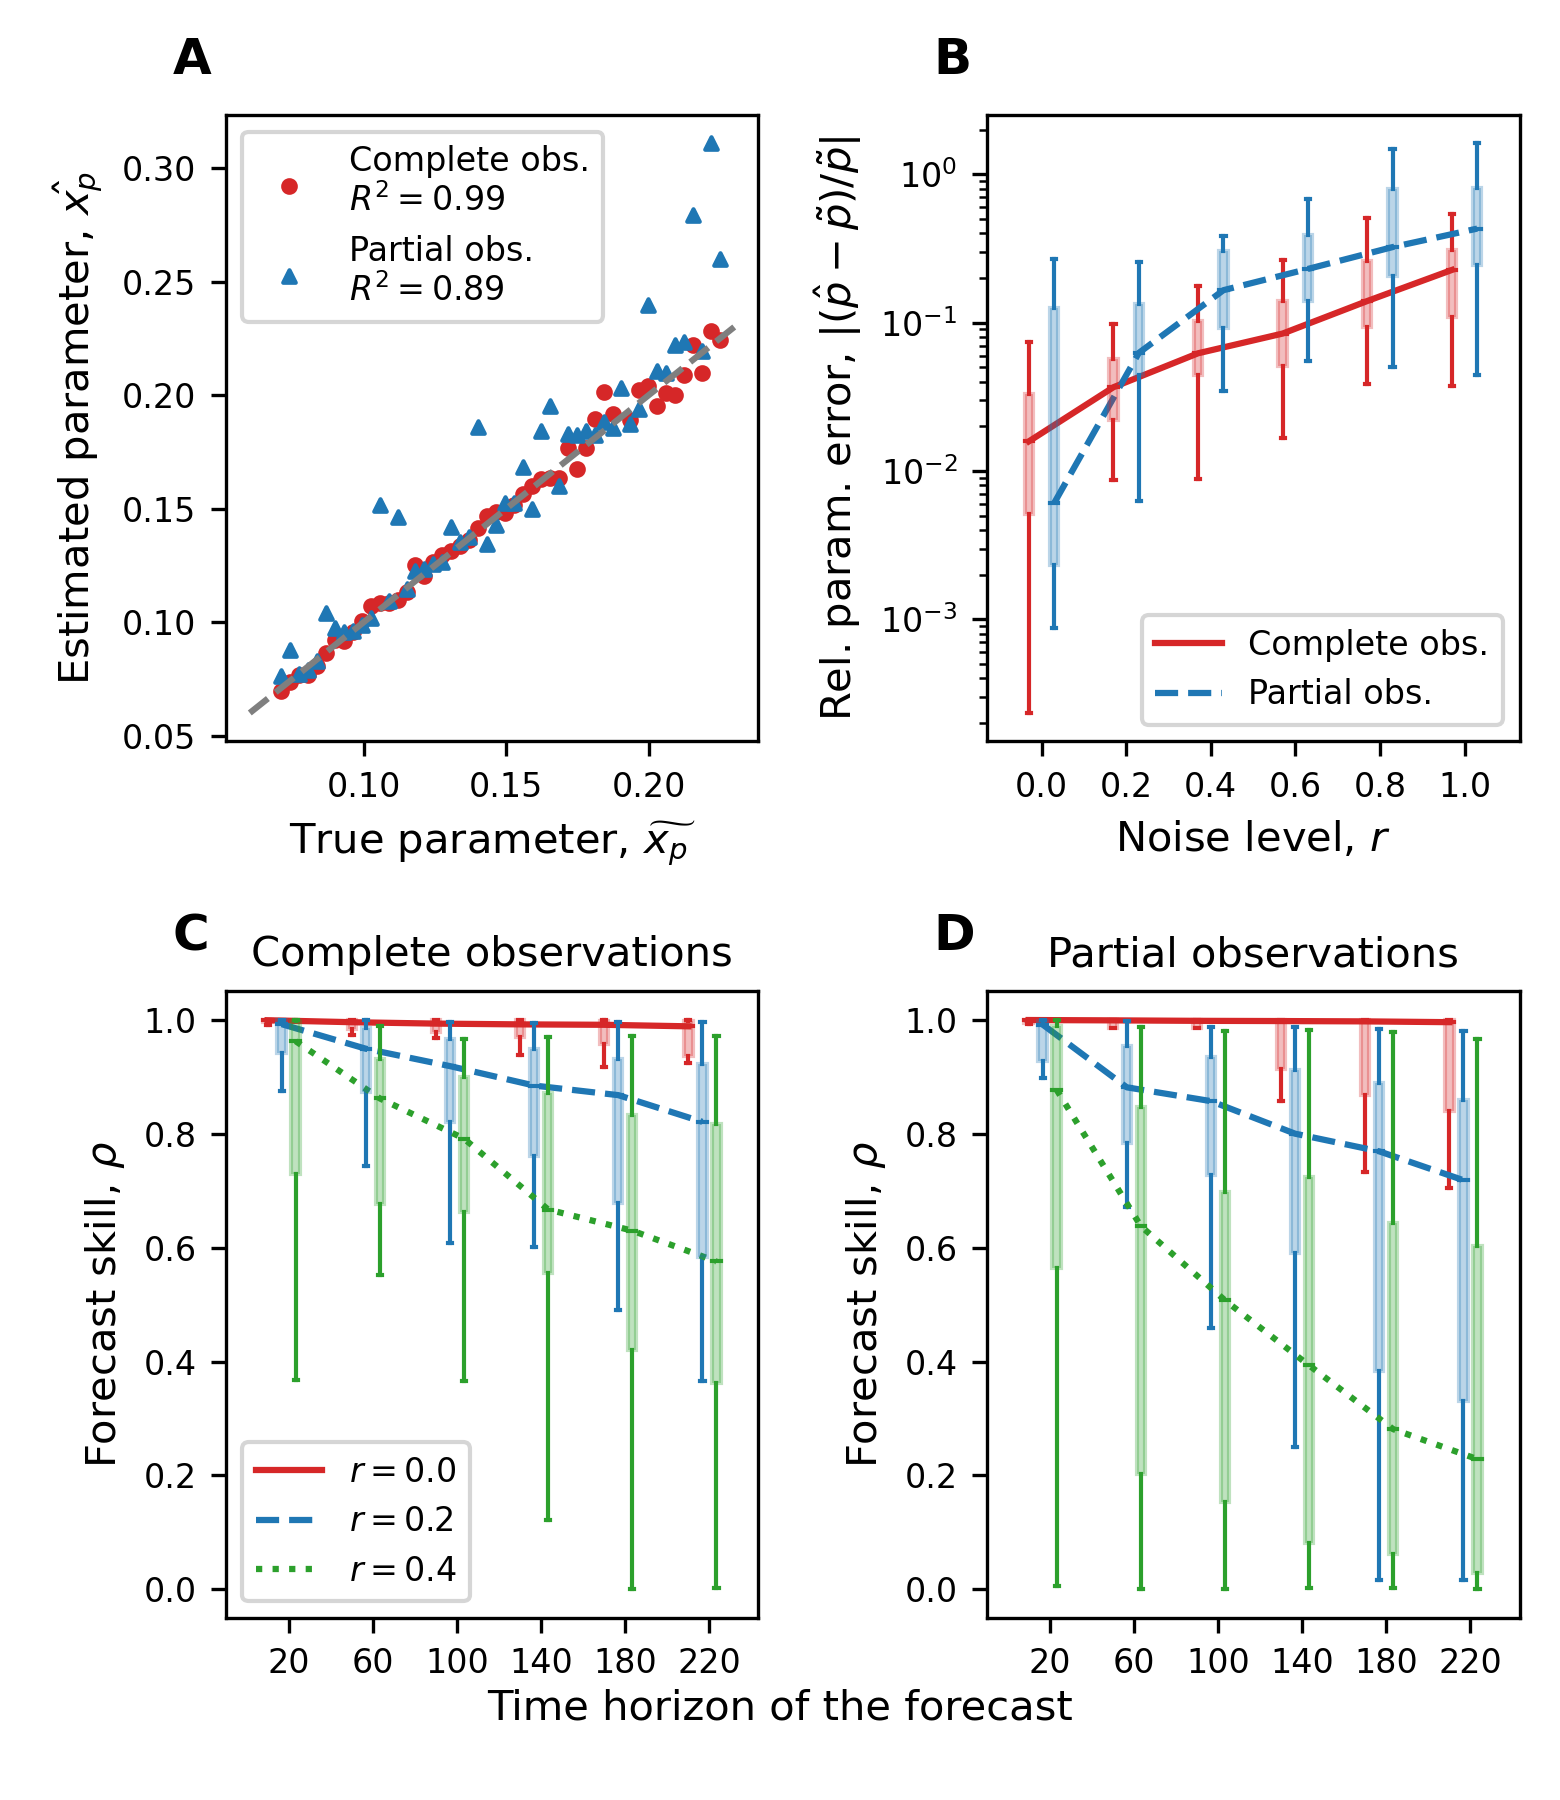 A
Estimated parameter, x̂_p
0.30
0.25
0.20
0.15
0.10
0.05
Complete obs.
R² = 0.99
Partial obs.
R² = 0.89
0.10 0.15 0.20
True parameter, x̃_p
B
Rel. param. error, |(p̂ − p̃)/p̃|
10⁰
10⁻¹
10⁻²
10⁻³
Complete obs.
Partial obs.
0.0 0.2 0.4 0.6 0.8 1.0
Noise level, r
C
Complete observations
Forecast skill, ρ
1.0
0.8
0.6
0.4
0.2
0.0
r = 0.0
r = 0.2
r = 0.4
20 60 100 140 180 220
D
Partial observations
Forecast skill, ρ
1.0
0.8
0.6
0.4
0.2
0.0
20 60 100 140 180 220
Time horizon of the forecast